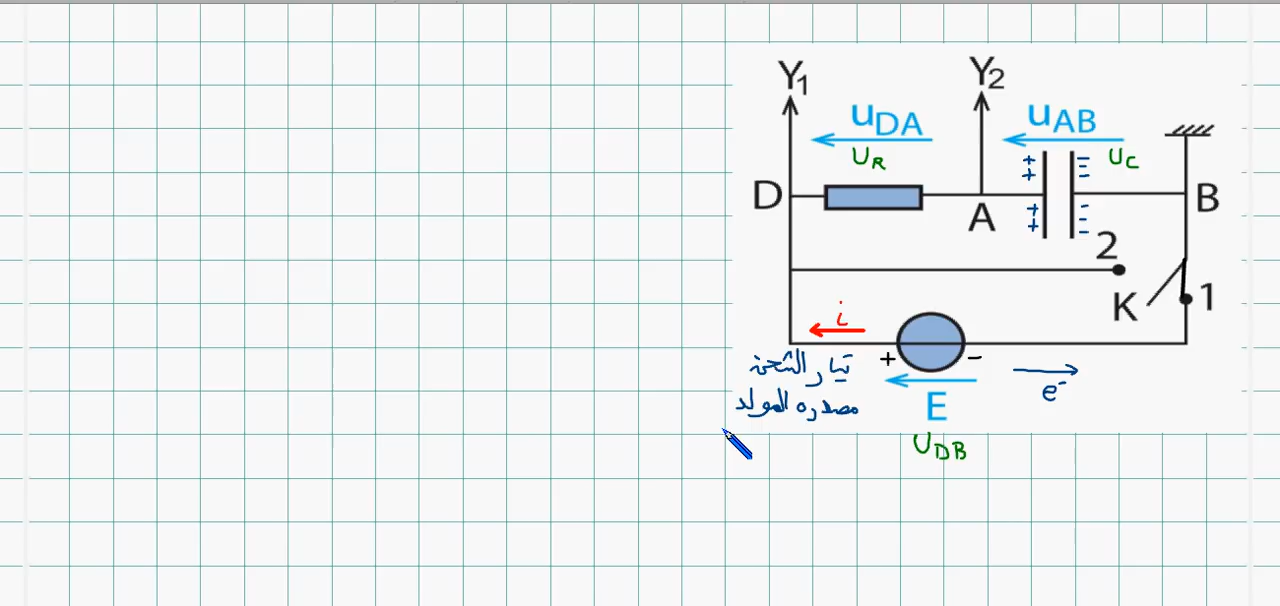 Y1 Y2
uDA uAB
UR UC
++ --
D A B
++ ---
2
K 1
i
+ -
تيار الشحنة
مصدره المولد
E
e-
UDB